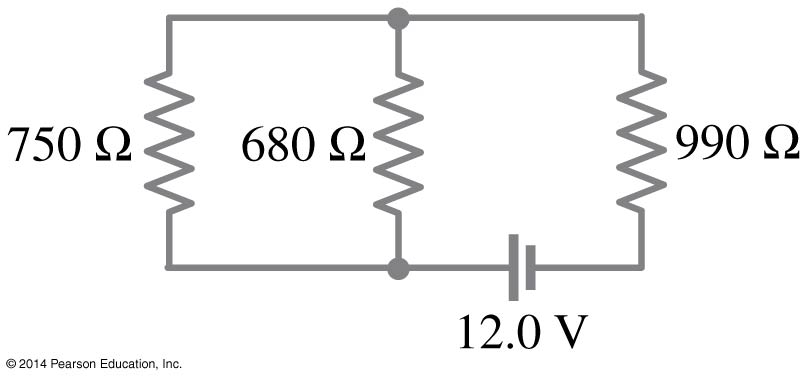 750 Ω
680 Ω
990 Ω
12.0 V
© 2014 Pearson Education, Inc.